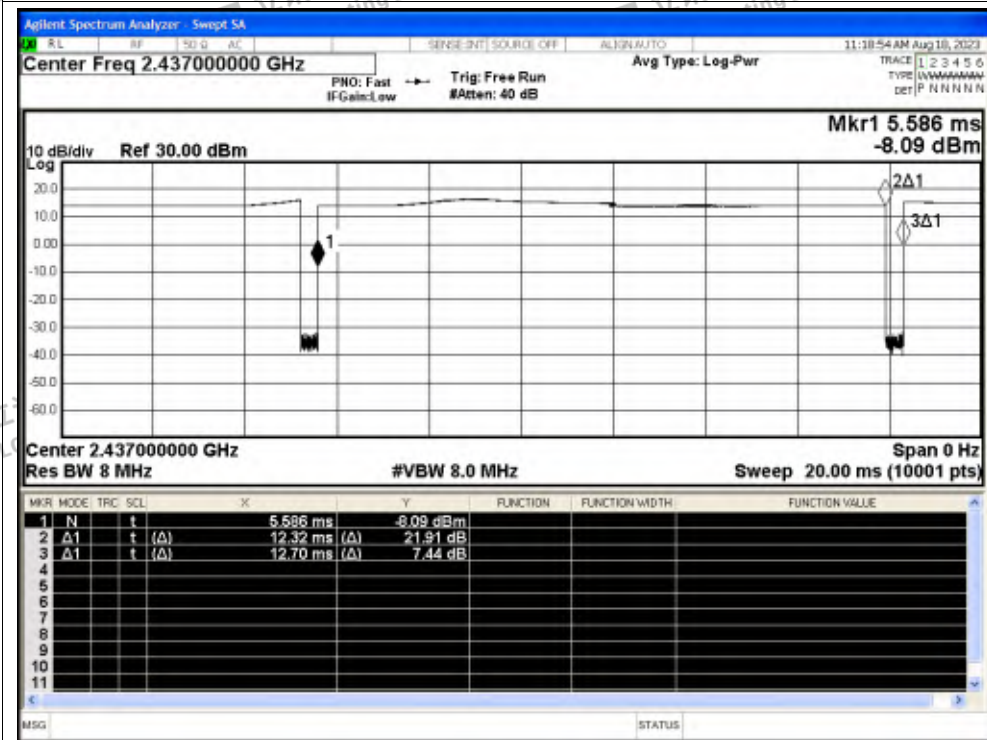 Agilent Spectrum Analyzer - Swept SA
RL RF 50 Ω AC SENSE:INT SOURCE OFF ALIGN AUTO 11:18:54 AM Aug 18, 2023
Center Freq 2.437000000 GHz
PNO: Fast
IFGain:Low
Trig: Free Run
#Atten: 40 dB
Avg Type: Log-Pwr
TRACE 1 2 3 4 5 6
TYPE
DET P N N N N N
Mkr1 5.586 ms
-8.09 dBm
10 dB/div Ref 30.00 dBm
Log
20.0
10.0
0.00
-10.0
-20.0
-30.0
-40.0
-50.0
-60.0
1
2Δ1
3Δ1
Center 2.437000000 GHz Span 0 Hz
Res BW 8 MHz #VBW 8.0 MHz Sweep 20.00 ms (10001 pts)
MKR MODE TRC SCL X Y FUNCTION FUNCTION WIDTH FUNCTION VALUE
1 N t 5.586 ms -8.09 dBm
2 Δ1 t (Δ) 12.32 ms (Δ) 21.91 dB
3 Δ1 t (Δ) 12.70 ms (Δ) 7.44 dB
4
5
6
7
8
9
10
11
MSG STATUS